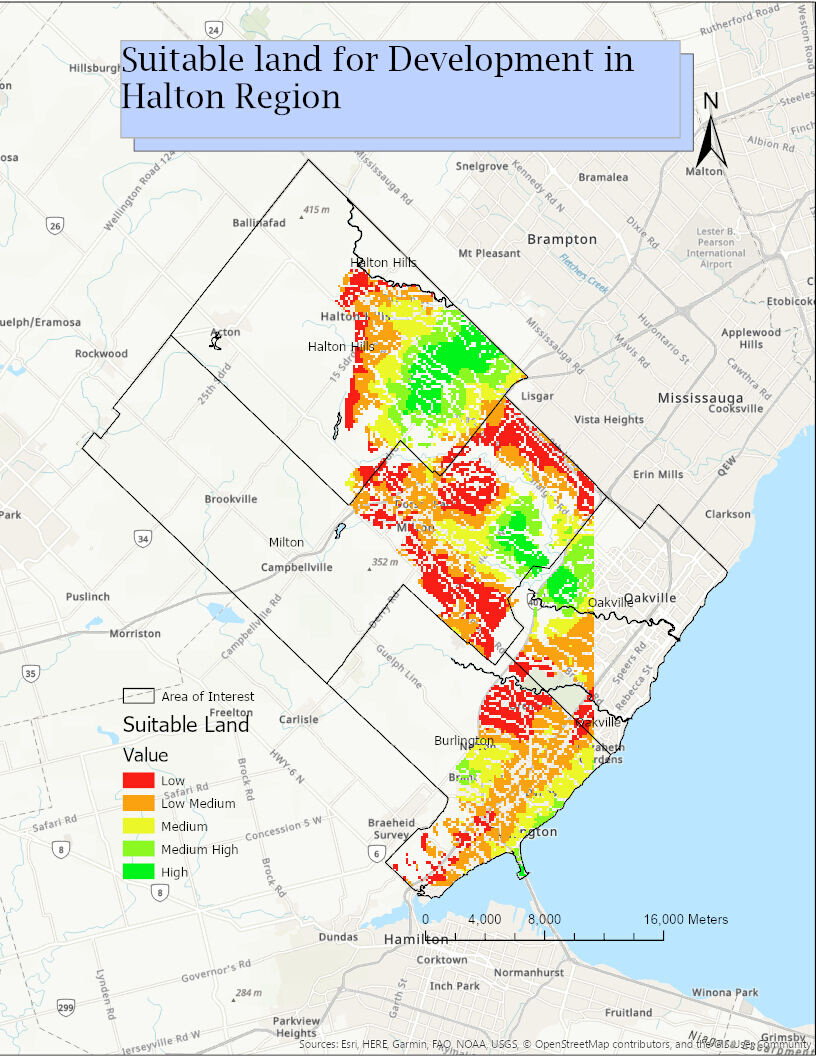 Suitable land for Development in
Halton Region
N
24
Hillsburgh
Rutherford Rd
Weston Road
Steeles
Finch
Albion Rd
Malton
Wellington Road 124
Mississauga Rd
Snelgrove
Kennedy Rd N
Bramalea
26
Ballinafad
415 m
Dixie Rd
Brampton
Lester B.
Pearson
International
Airport
Mt Pleasant
Fletchers Creek
Halton Hills
Etobicoke
Guelph/Eramosa
Acton
Halton Hills
Rockwood
Halton Hills
15 Sdrd
25th Sdrd
Mississauga Rd
Hurontario St
Mavis Rd
Applewood
Hills
Cawthra Rd
Lisgar
Mississauga
Cooksville
Vista Heights
QEW
Erin Mills
Brookville
Clarkson
Park
34
Milton
Milton
Campbellville
352 m
Puslinch
Campbellville Rd
Derry Rd
Oakville
Oakville
Morriston
35
Guelph Line
Speers Rd
Rebecca St
Area of Interest
Freelton
Carlisle
Oakville
Suitable Land
Burlington
Value
HWY-6 N
Brock Rd
Low
Safari Rd
Low Medium
Safari Rd
Concession 5 W
Medium
Braeheid
Survey
ngton
8
Medium High
6
High
8
Brock Rd
0
4,000
8,000
16,000 Meters
Dundas
Hamilton
Corktown
Governor's Rd
Normanhurst
Inch Park
Garth St
284 m
Lynden Rd
299
Winona Park
Parkview
Heights
Fruitland
Jerseyville Rd W
Grimsby
Niagara Escarpment
Sources: Esri, HERE, Garmin, FAO, NOAA, USGS, © OpenStreetMap contributors, and the GIS User Community